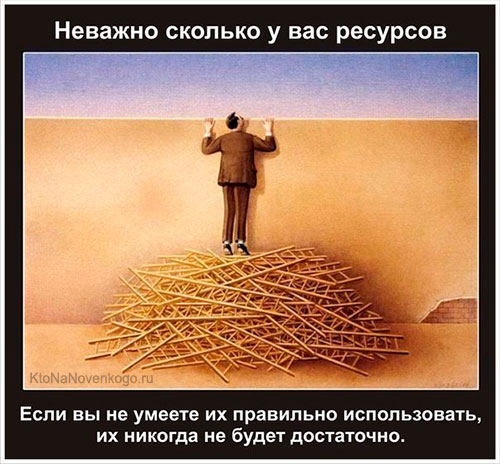 Неважно сколько у вас ресурсов
KtoNaNovenkogo.ru
Если вы не умеете их правильно использовать,
их никогда не будет достаточно.